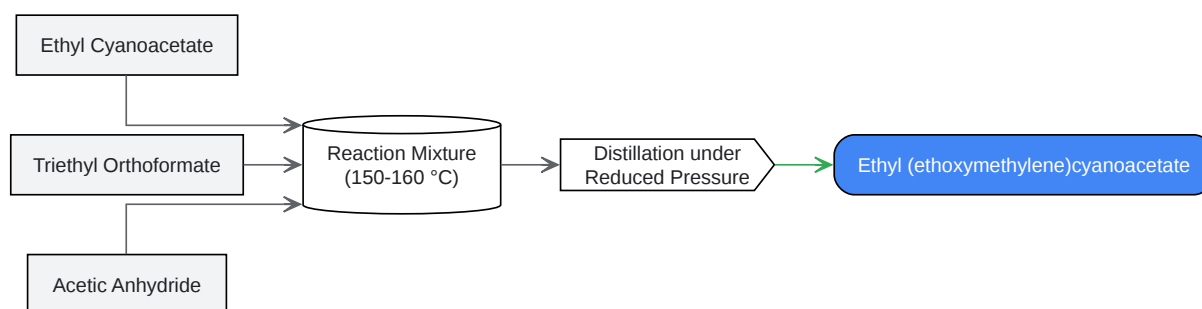 Ethyl Cyanoacetate
Triethyl Orthoformate
Acetic Anhydride
Reaction Mixture
(150-160 °C)
Distillation under
Reduced Pressure
Ethyl (ethoxymethylene)cyanoacetate